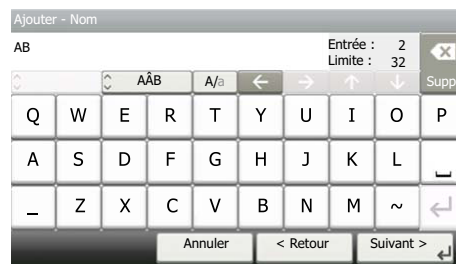 Ajouter - Nom
AB
Entrée : 2
Limite : 32
AÂB A/a ← → ↑ ↓ Supp
Q W E R T Y U I O P
A S D F G H J K L
_ Z X C V B N M ~
Annuler < Retour Suivant >